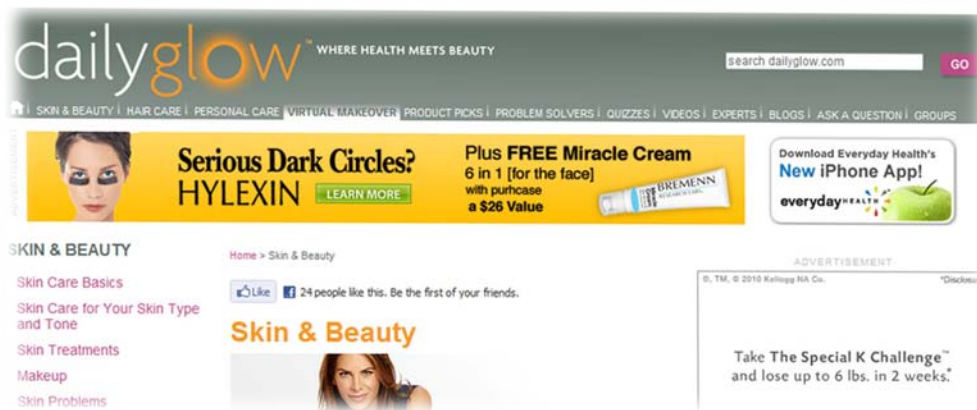 dailyglow™ WHERE HEALTH MEETS BEAUTY
search dailyglow.com GO
SKIN & BEAUTY HAIR CARE PERSONAL CARE VIRTUAL MAKEOVER PRODUCT PICKS PROBLEM SOLVERS QUIZZES VIDEOS EXPERTS BLOGS ASK A QUESTION GROUPS
ADVERTISEMENT
Serious Dark Circles?
HYLEXIN LEARN MORE
Plus FREE Miracle Cream
6 in 1 [for the face]
with purhcase
a $26 Value
BREMENN
Download Everyday Health's
New iPhone App!
everyday HEALTH
SKIN & BEAUTY
Skin Care Basics
Skin Care for Your Skin Type
and Tone
Skin Treatments
Makeup
Skin Problems
Home > Skin & Beauty
Like 24 people like this. Be the first of your friends.
Skin & Beauty
ADVERTISEMENT
®, TM, © 2010 Kellogg NA Co. *Disclosu
Take The Special K Challenge™
and lose up to 6 lbs. in 2 weeks.*